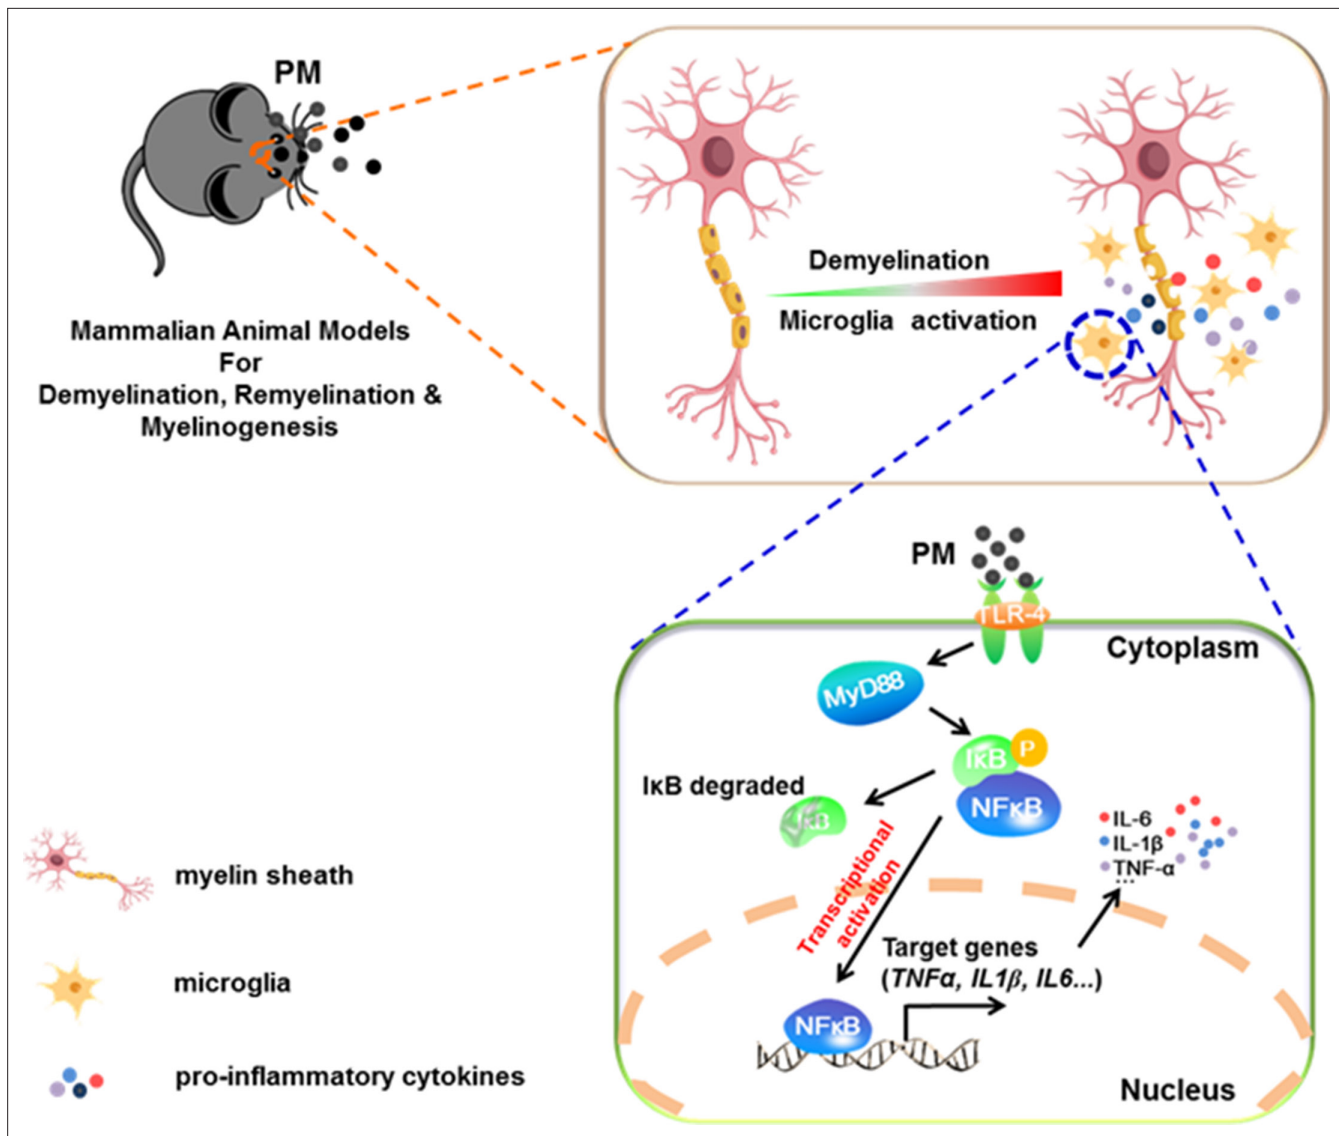 PM
Mammalian Animal Models
For
Demyelination, Remyelination &
Myelinogenesis
Demyelination
Microglia activation
PM
TLR-4
Cytoplasm
MyD88
IκB
P
NFκB
IκB degraded
IκB
Transcriptional
activation
IL-6
IL-1β
TNF-α
...
Target genes
(TNFα, IL1β, IL6...)
NFκB
Nucleus
myelin sheath
microglia
pro-inflammatory cytokines